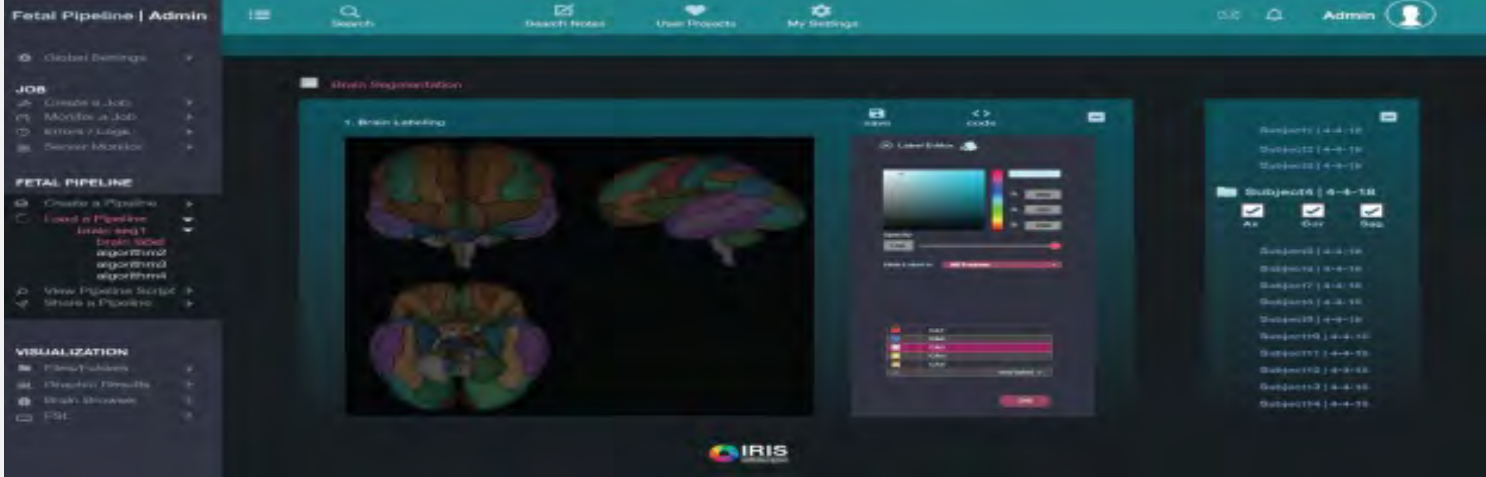 Fetal Pipeline | Admin
Search
Search Notes
User Projects
My Settings
Admin
Global Settings
JOB
Create a Job
Monitor a Job
Errors / Logs
Server Monitor
FETAL PIPELINE
Create a Pipeline
Load a Pipeline
brain seg1
brain label
algorithm2
algorithm3
algorithm4
View Pipeline Script
Share a Pipeline
VISUALIZATION
Files/Folders
Graphic Results
Brain Browser
FSL
Brain Segmentation
1. Brain Labeling
save
code
Label Editor
Opacity
Subject1 | 4-4-18
Subject2 | 4-4-18
Subject3 | 4-4-18
Subject4 | 4-4-18
Ax
Cor
Sag
Subject5 | 4-4-18
Subject6 | 4-4-18
Subject7 | 4-4-18
Subject8 | 4-4-18
Subject9 | 4-4-18
Subject10 | 4-4-18
Subject11 | 4-4-18
Subject12 | 4-4-18
Subject13 | 4-4-18
Subject14 | 4-4-18
IRIS